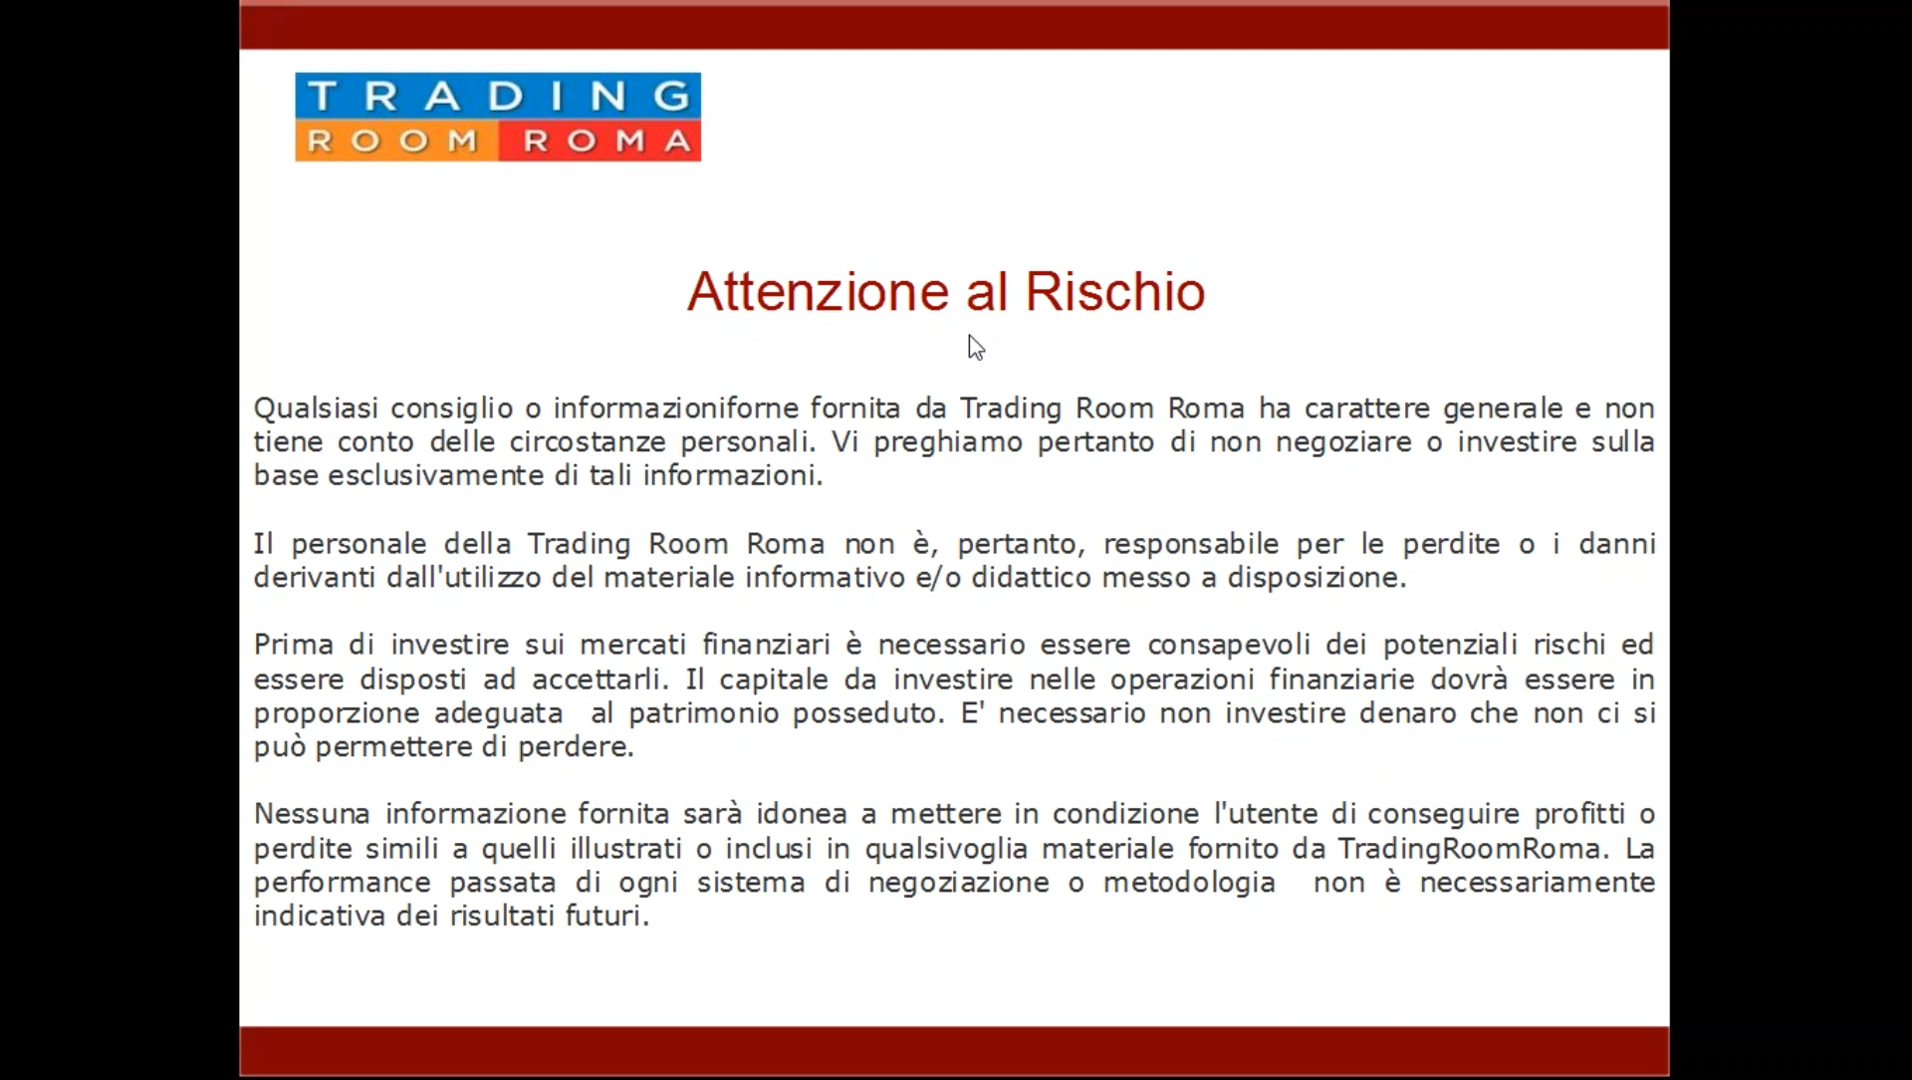 TRADING
ROOM ROMA
Attenzione al Rischio
Qualsiasi consiglio o informazioniforne fornita da Trading Room Roma ha carattere generale e non
tiene conto delle circostanze personali. Vi preghiamo pertanto di non negoziare o investire sulla
base esclusivamente di tali informazioni.
Il personale della Trading Room Roma non è, pertanto, responsabile per le perdite o i danni
derivanti dall'utilizzo del materiale informativo e/o didattico messo a disposizione.
Prima di investire sui mercati finanziari è necessario essere consapevoli dei potenziali rischi ed
essere disposti ad accettarli. Il capitale da investire nelle operazioni finanziarie dovrà essere in
proporzione adeguata  al patrimonio posseduto. E' necessario non investire denaro che non ci si
può permettere di perdere.
Nessuna informazione fornita sarà idonea a mettere in condizione l'utente di conseguire profitti o
perdite simili a quelli illustrati o inclusi in qualsivoglia materiale fornito da TradingRoomRoma. La
performance passata di ogni sistema di negoziazione o metodologia  non è necessariamente
indicativa dei risultati futuri.